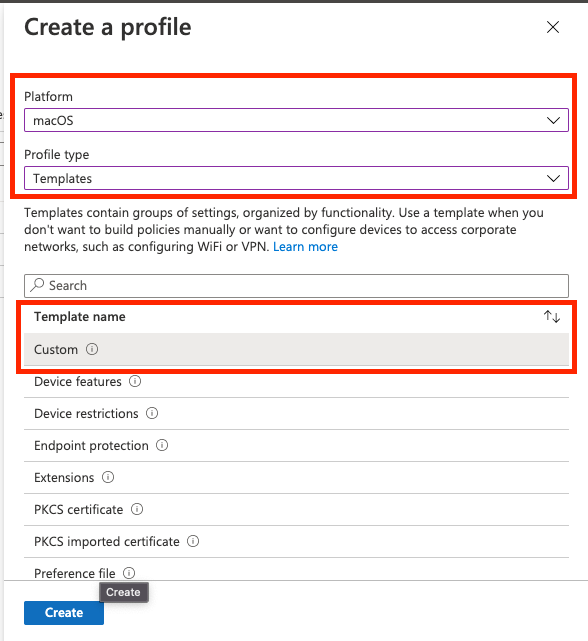 Create a profile
Platform
macOS
Profile type
Templates
Templates contain groups of settings, organized by functionality. Use a template when you
don't want to build policies manually or want to configure devices to access corporate
networks, such as configuring WiFi or VPN. Learn more
Search
Template name
Custom
Device features
Device restrictions
Endpoint protection
Extensions
PKCS certificate
PKCS imported certificate
Preference file
Create
Create